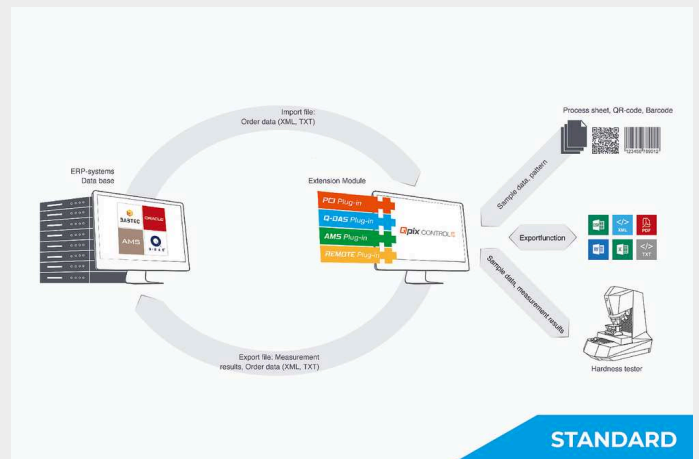 Import file:
Order data (XML, TXT)
Process sheet, QR-code, Barcode
ERP-systems
Data base
BABTEC
ORACLE
AMS
Extension Module
PCI Plug-in
Q-DAS Plug-in
AMS Plug-in
REMOTE Plug-in
Qpix CONTROL2
Sample data, pattern
Exportfunction
XML
PDF
TXT
Sample data, measurement results
Hardness tester
Export file: Measurement
results, Order data (XML, TXT)
STANDARD